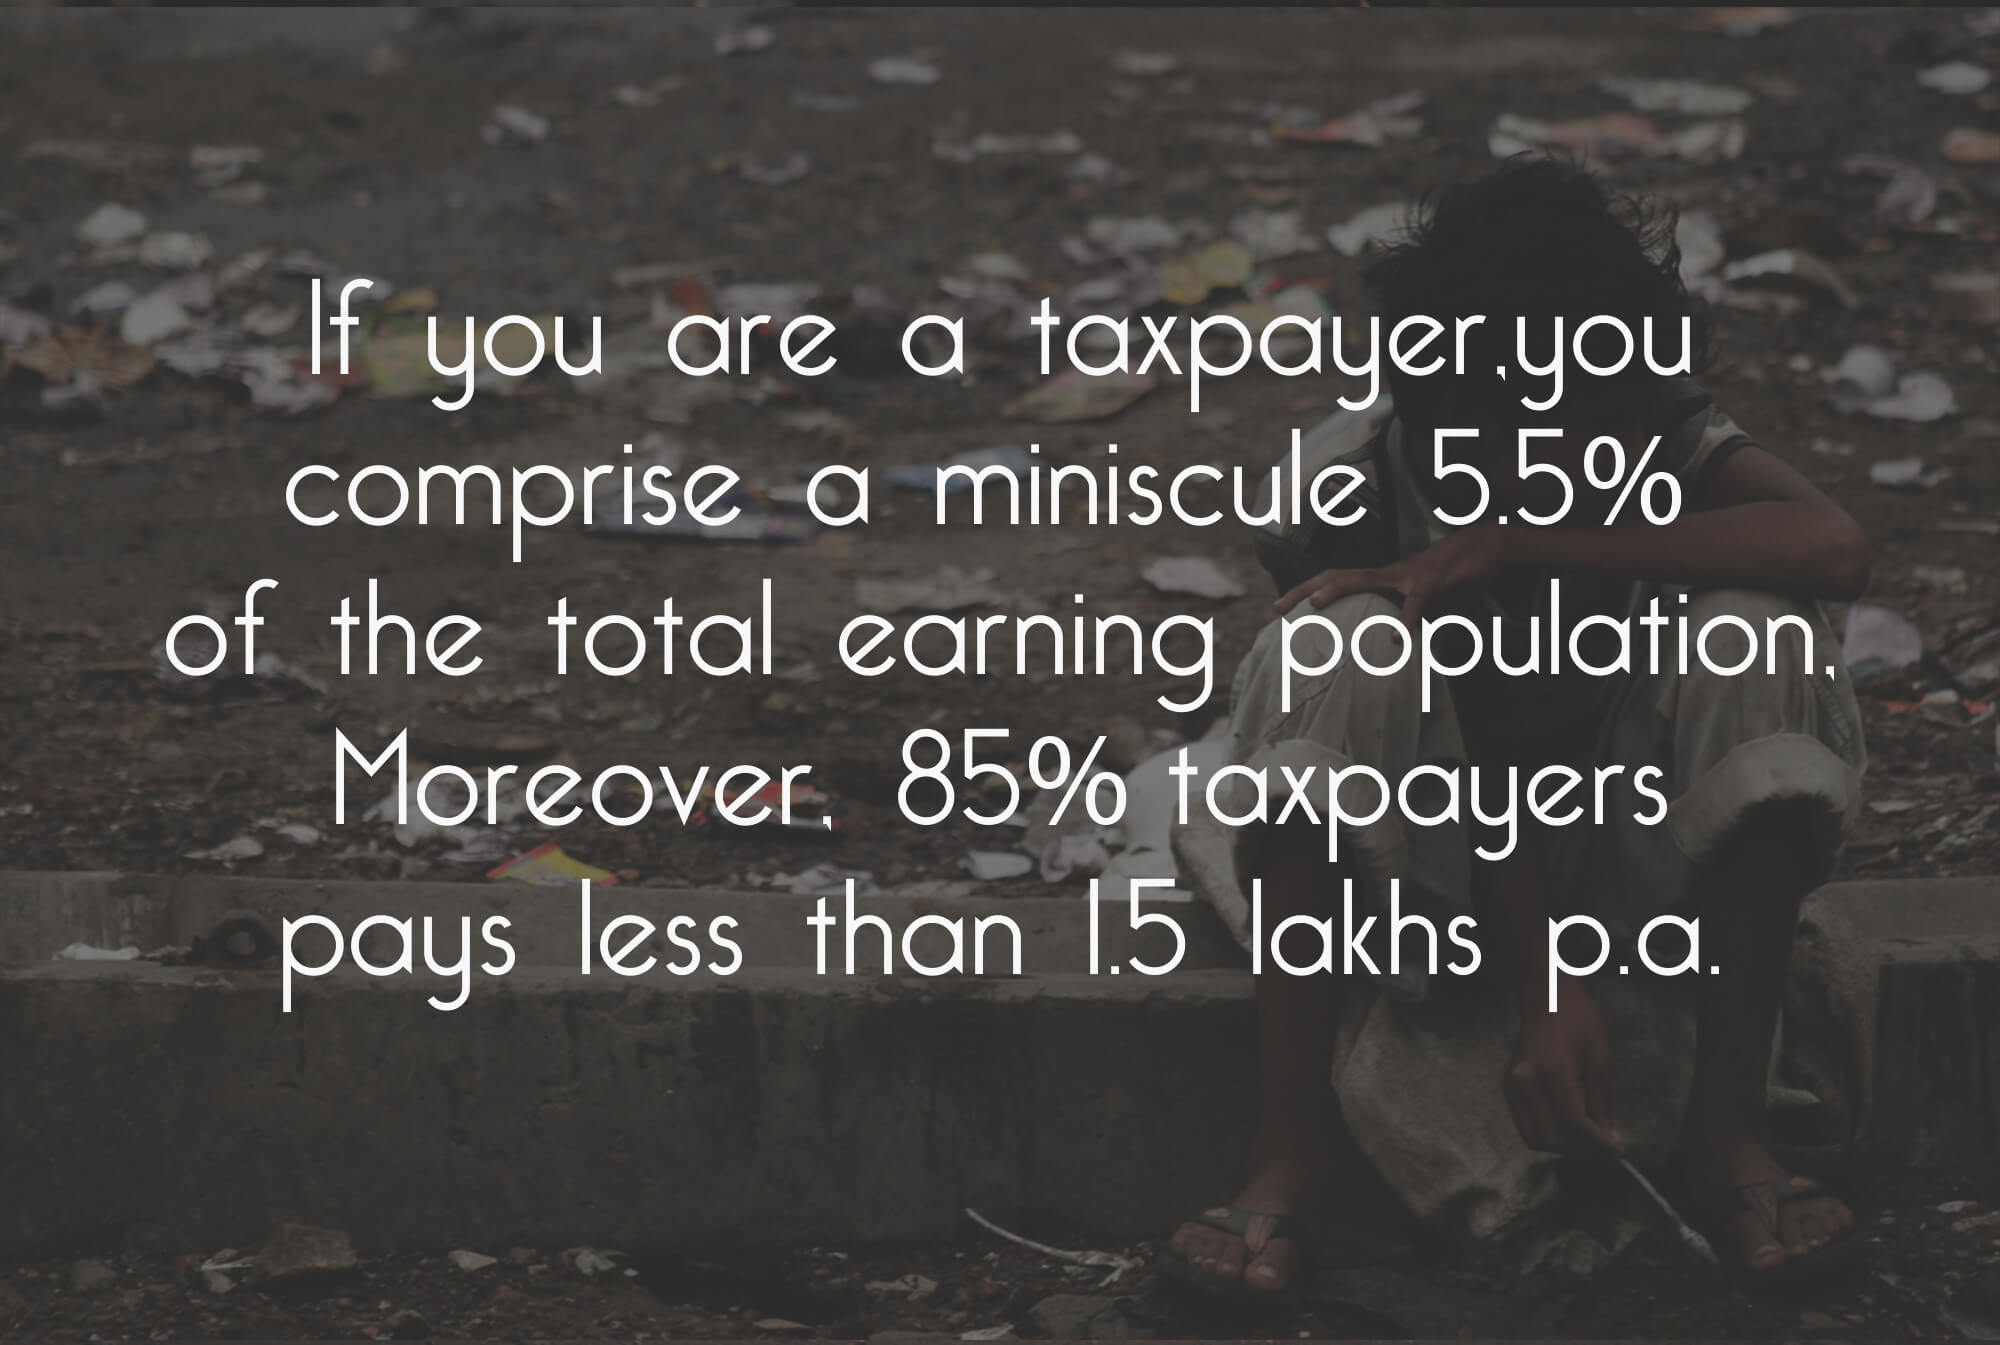 If you are a taxpayer,you
comprise a miniscule 5.5%
of the total earning population,
Moreover, 85% taxpayers
pays less than 1.5 lakhs p.a.